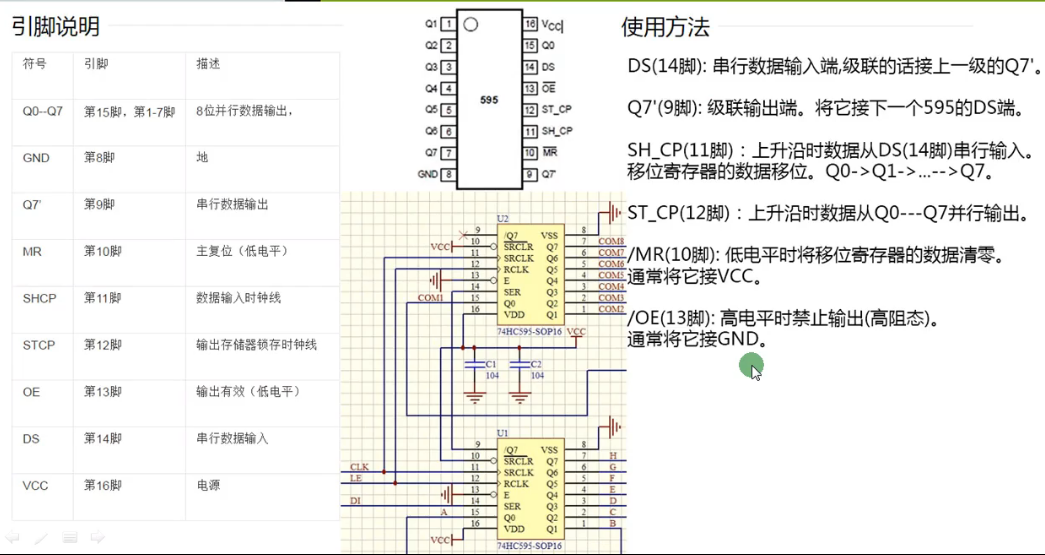 引脚说明
符号 引脚 描述
Q0--Q7 第15脚，第1-7脚 8位并行数据输出，
GND 第8脚 地
Q7' 第9脚 串行数据输出
MR 第10脚 主复位（低电平）
SHCP 第11脚 数据输入时钟线
STCP 第12脚 输出存储器锁存时钟线
OE 第13脚 输出有效（低电平）
DS 第14脚 串行数据输入
VCC 第16脚 电源
Q1 1 16 VCC
Q2 2 15 Q0
Q3 3 14 DS
Q4 4 13 OE
595
Q5 5 12 ST_CP
Q6 6 11 SH_CP
Q7 7 10 MR
GND 8 9 Q7'
U2
9 /Q7 VSS 8
VCC 10 SRCLR Q7 7 COM8
11 SRCLK Q6 6 COM7
12 RCLK Q5 5 COM6
13 E Q4 4 COM5
14 SER Q3 3 COM4
COM1 15 Q0 Q2 2 COM3
16 VDD Q1 1 COM2
74HC595-SOP16
VCC
C1 C2
104 104
U1
9 /Q7 VSS 8
10 SRCLR Q7 7 H
CLK 11 SRCLK Q6 6 G
LE 12 RCLK Q5 5 F
13 E Q4 4 E
DI 14 SER Q3 3 D
A 15 Q0 Q2 2 C
16 VDD Q1 1 B
VCC
74HC595-SOP16
使用方法
DS(14脚): 串行数据输入端,级联的话接上一级的Q7'。
Q7'(9脚): 级联输出端。将它接下一个595的DS端。
SH_CP(11脚)：上升沿时数据从DS(14脚)串行输入。
移位寄存器的数据移位。Q0->Q1->...-->Q7。
ST_CP(12脚)：上升沿时数据从Q0---Q7并行输出。
/MR(10脚): 低电平时将移位寄存器的数据清零。
通常将它接VCC。
/OE(13脚): 高电平时禁止输出(高阻态)。
通常将它接GND。